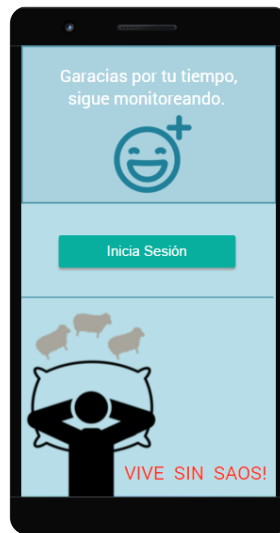 Garacias por tu tiempo,
sigue monitoreando.
Inicia Sesión
VIVE SIN SAOS!